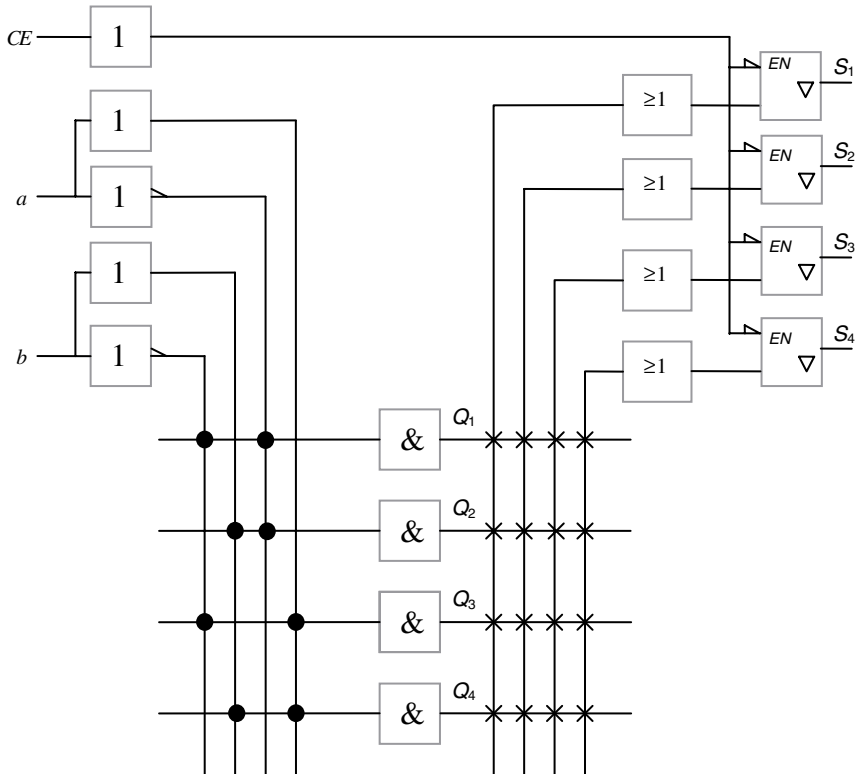 CE 1
EN S1
1 ≥1
EN S2
a 1 ≥1
EN S3
1 ≥1
EN S4
b 1 ≥1
& Q1
& Q2
& Q3
& Q4